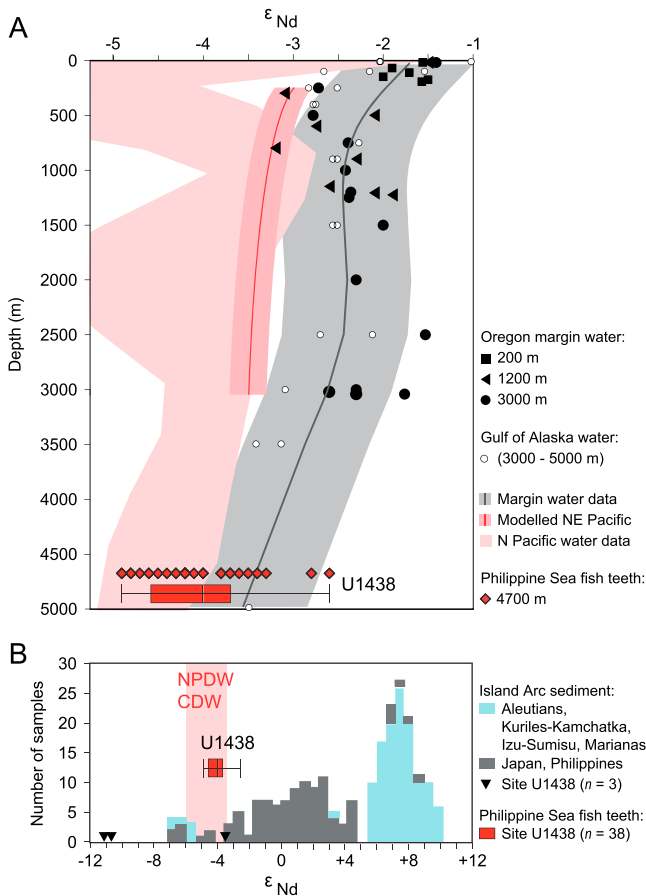 A
ε Nd
-5 -4 -3 -2 -1
0
500
1000
1500
2000
2500
3000
3500
4000
4500
5000
Depth (m)
U1438
Oregon margin water:
200 m
1200 m
3000 m
Gulf of Alaska water:
(3000 - 5000 m)
Margin water data
Modelled NE Pacific
N Pacific water data
Philippine Sea fish teeth:
4700 m
B
30
25
20
15
10
5
0
Number of samples
NPDW
CDW
U1438
-12 -8 -4 0 +4 +8 +12
ε Nd
Island Arc sediment:
Aleutians,
Kuriles-Kamchatka,
Izu-Sumisu, Marianas
Japan, Philippines
Site U1438 (n = 3)
Philippine Sea fish teeth:
Site U1438 (n = 38)